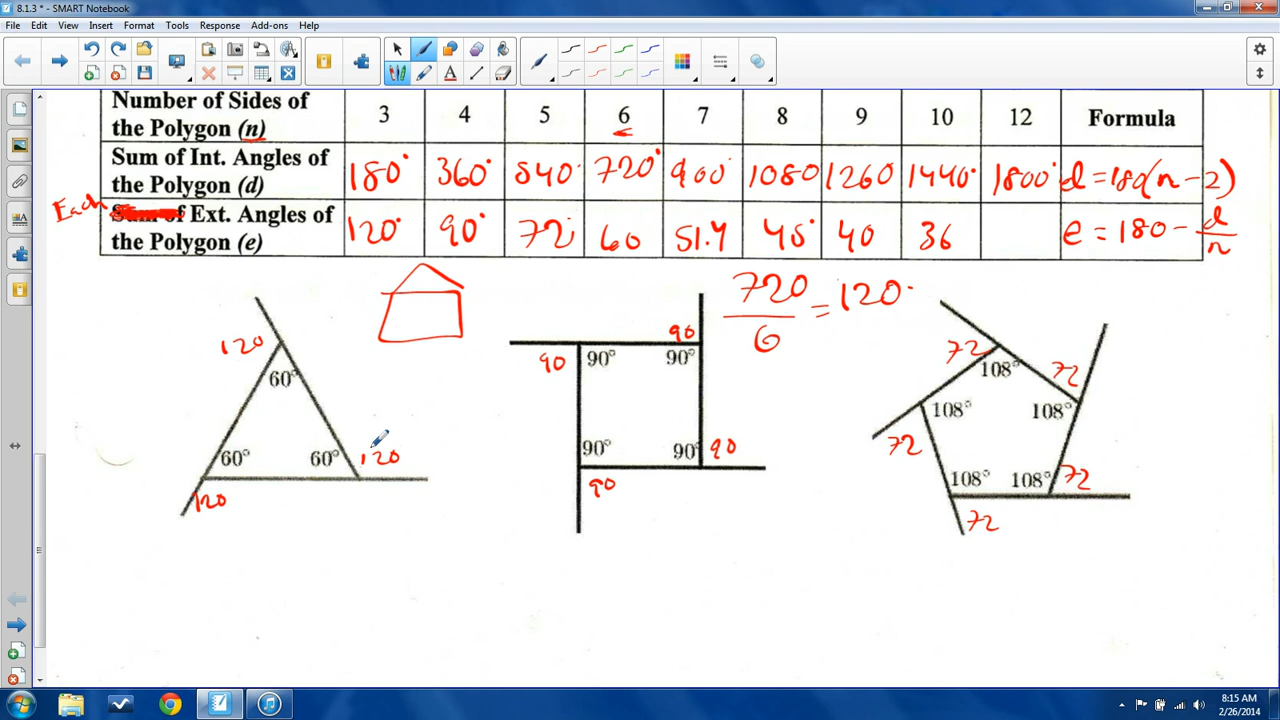 8.1.3 * - SMART Notebook
File Edit View Insert Format Tools Response Add-ons Help
Number of Sides of the Polygon (n) 3 4 5 6 7 8 9 10 12 Formula
Sum of Int. Angles of the Polygon (d) 180° 360° 540° 720° 900° 1080 1260 1440° 1800° d = 180(n - 2)
Each Sum of Ext. Angles of the Polygon (e) 120° 90° 72 60 51.4 45° 40 36 e = 180 - d/n
720/6 = 120°
120
60°
60° 60° 120
120
90
90 90° 90°
90° 90° 90
90
72 72
108°
108° 108°
72
108° 108° 72
72
8:15 AM
2/26/2014